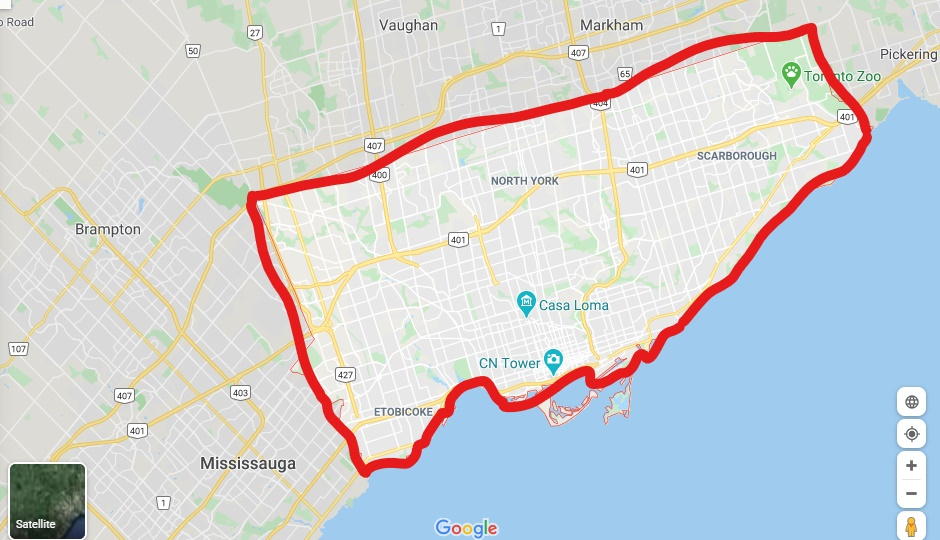 o Road
27
Vaughan
1
Markham
50
407
Pickering
65
Toronto Zoo
404
401
407
SCARBOROUGH
400
401
NORTH YORK
Brampton
401
Casa Loma
107
CN Tower
427
407
403
ETOBICOKE
401
Mississauga
1
Satellite
Google